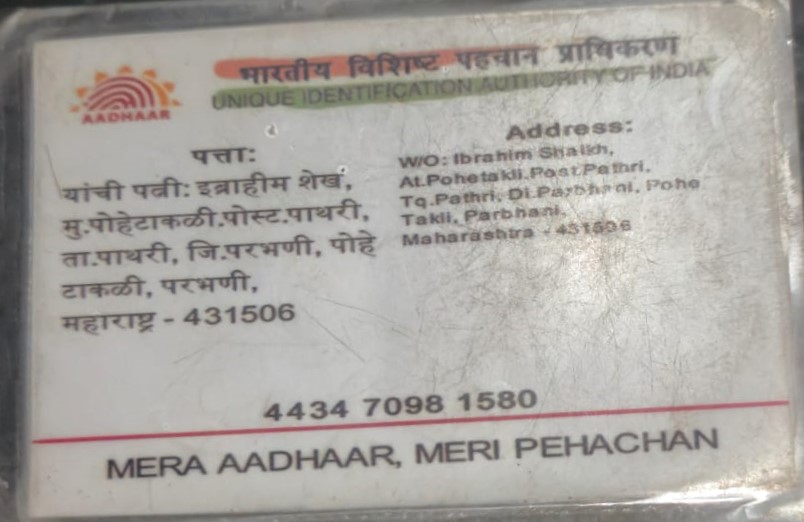 भारतीय विशिष्ट पहचान प्राधिकरण
UNIQUE IDENTIFICATION AUTHORITY OF INDIA
AADHAAR
पत्ता:
यांची पत्नी: इब्राहीम शेख,
मु.पोहेटाकळी.पोस्ट.पाथरी,
ता.पाथरी, जि.परभणी, पोहे
टाकळी, परभणी,
महाराष्ट्र - 431506
Address:
W/O: Ibrahim Shaikh,
At.Pohetakli.Post.Pathri,
Tq.Pathri, Di.Parbhani, Pohe
Takli, Parbhani,
Maharashtra - 431506
4434 7098 1580
MERA AADHAAR, MERI PEHACHAN